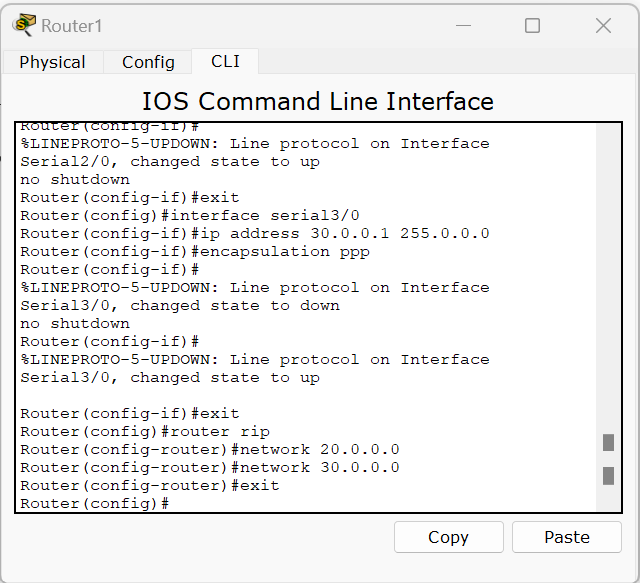 Router1
Physical Config CLI
IOS Command Line Interface
Router(config-if)#
%LINEPROTO-5-UPDOWN: Line protocol on Interface
Serial2/0, changed state to up
no shutdown
Router(config-if)#exit
Router(config)#interface serial3/0
Router(config-if)#ip address 30.0.0.1 255.0.0.0
Router(config-if)#encapsulation ppp
Router(config-if)#
%LINEPROTO-5-UPDOWN: Line protocol on Interface
Serial3/0, changed state to down
no shutdown
Router(config-if)#
%LINEPROTO-5-UPDOWN: Line protocol on Interface
Serial3/0, changed state to up
Router(config-if)#exit
Router(config)#router rip
Router(config-router)#network 20.0.0.0
Router(config-router)#network 30.0.0.0
Router(config-router)#exit
Router(config)#
Copy Paste